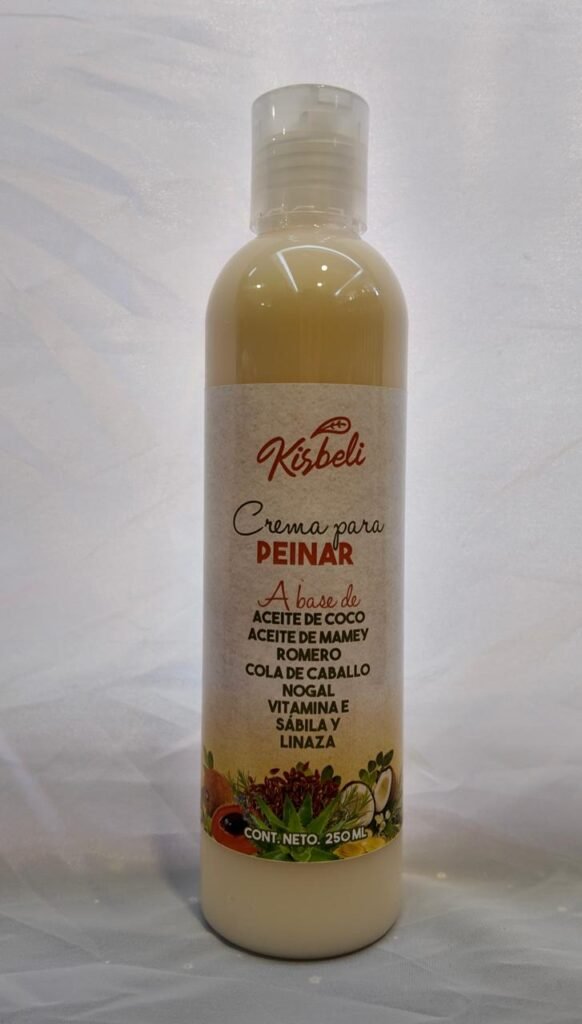 Kisbeli
Crema para
PEINAR
A base de
ACEITE DE COCO
ACEITE DE MAMEY
ROMERO
COLA DE CABALLO
NOGAL
VITAMINA E
SÁBILA Y
LINAZA
CONT. NETO. 250 ML